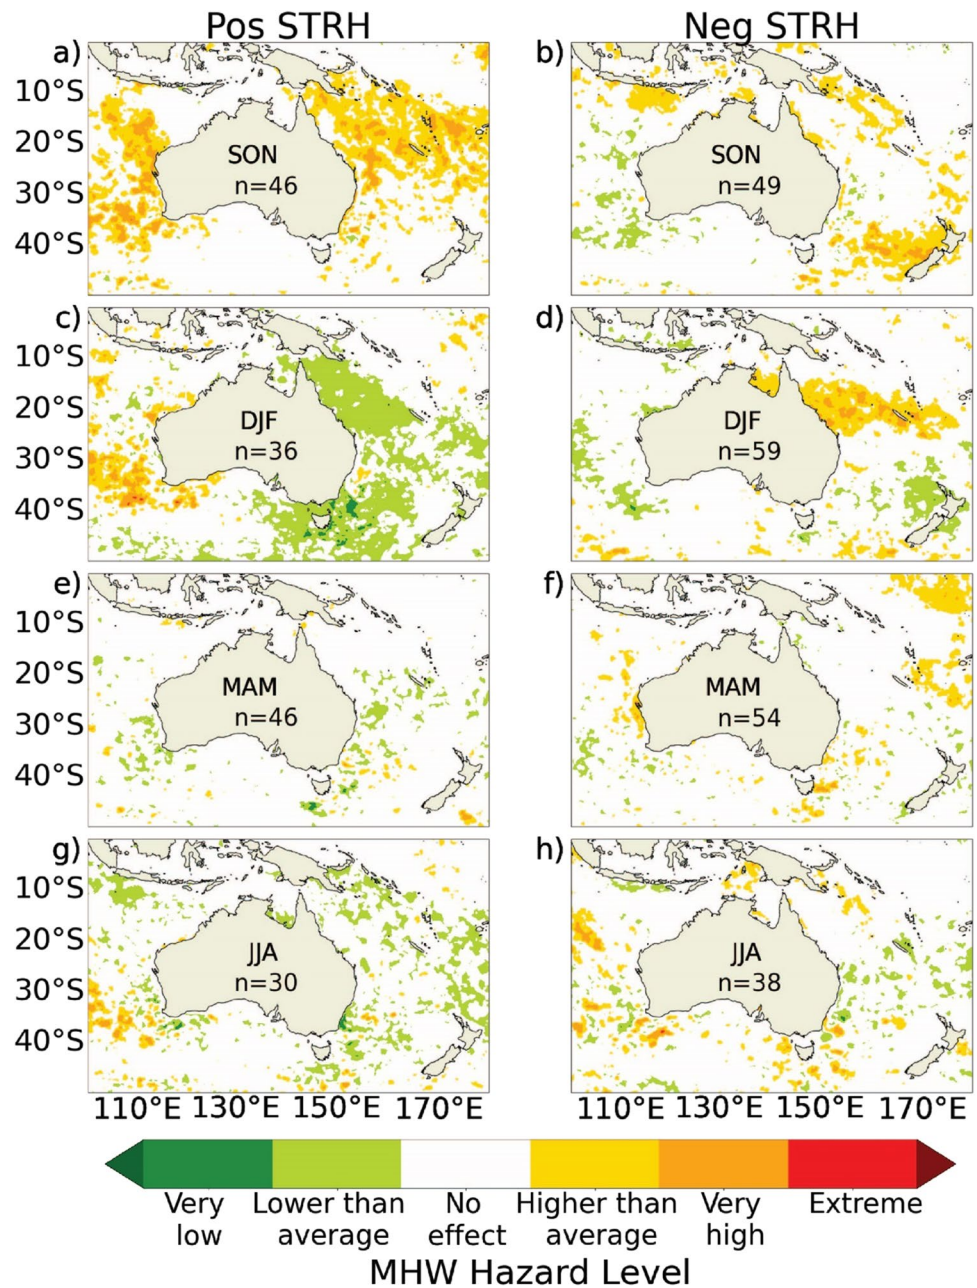 Pos STRH Neg STRH
a) b)
10°S
20°S
SON SON
30°S
n=46 n=49
40°S
c) d)
10°S
20°S
DJF DJF
30°S
n=36 n=59
40°S
e) f)
10°S
20°S
MAM MAM
30°S
n=46 n=54
40°S
g) h)
10°S
20°S
JJA JJA
30°S
n=30 n=38
40°S
110°E 130°E 150°E 170°E 110°E 130°E 150°E 170°E
Very Lower than No Higher than Very Extreme
low average effect average high
MHW Hazard Level